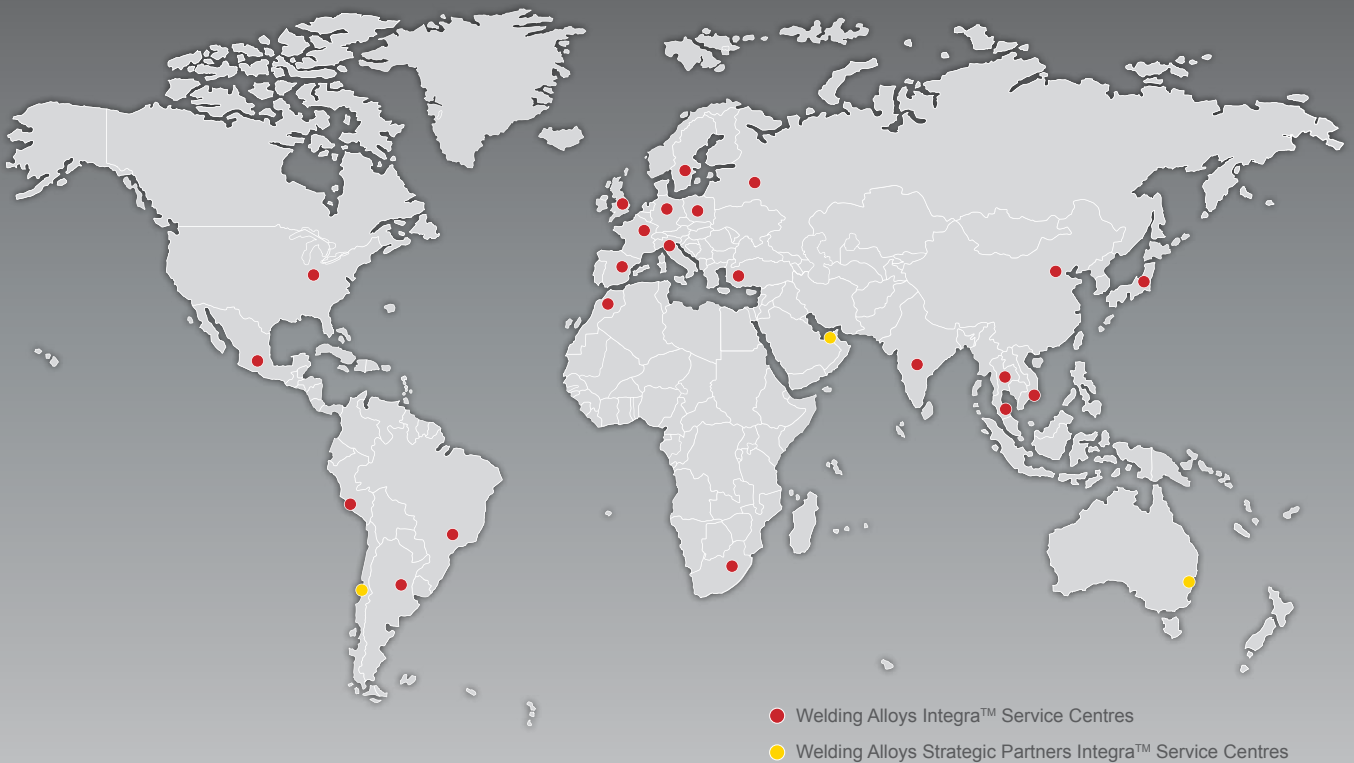 Welding Alloys Integra™ Service Centres
Welding Alloys Strategic Partners Integra™ Service Centres